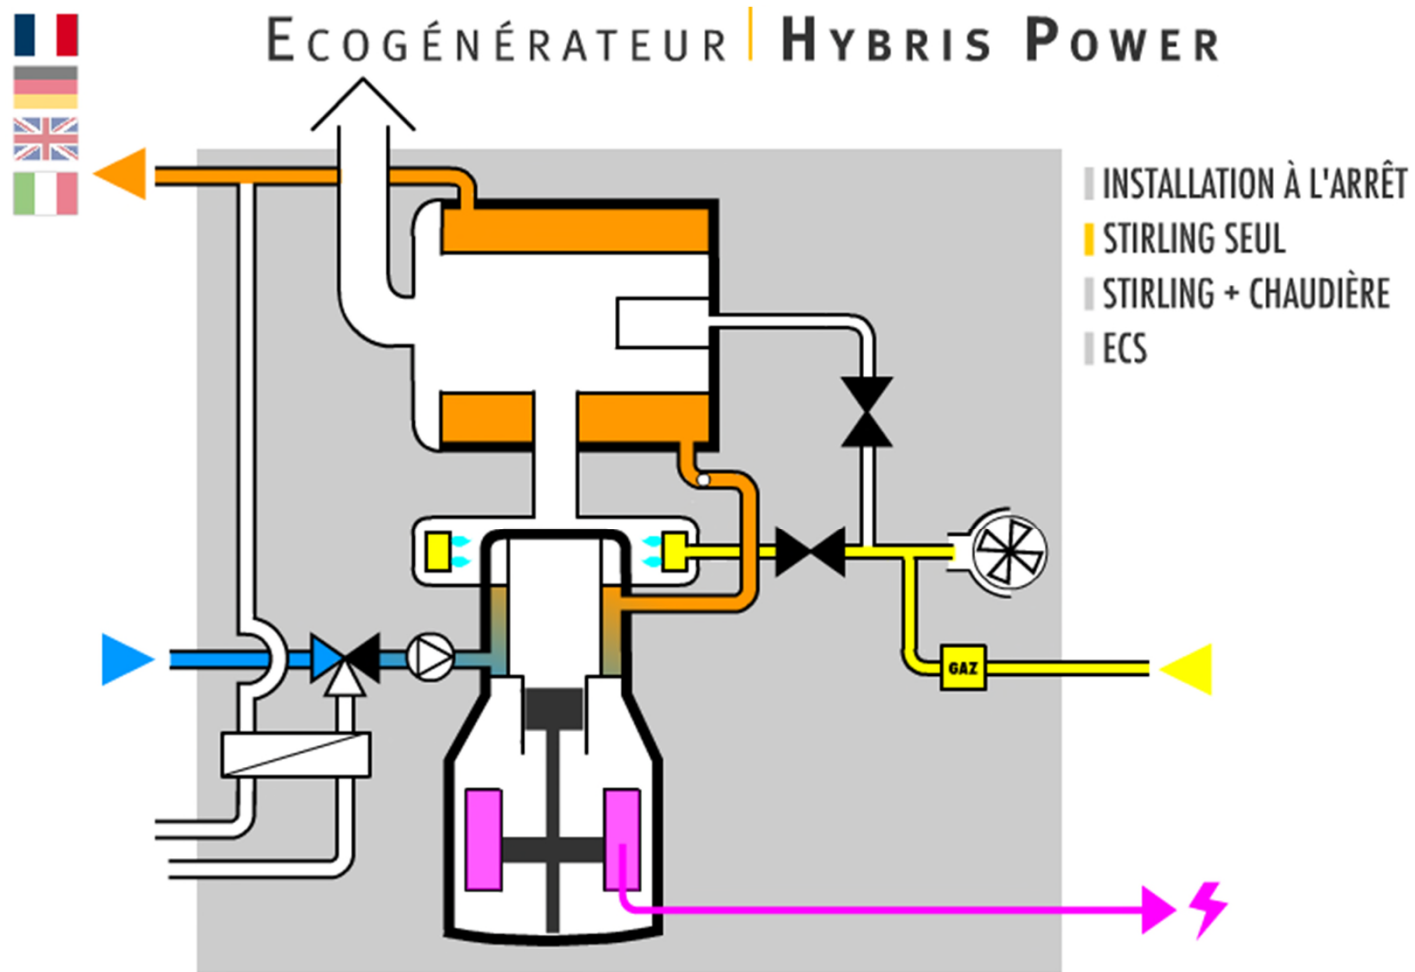 ECOGÉNÉRATEUR | HYBRIS POWER
INSTALLATION À L'ARRÊT
STIRLING SEUL
STIRLING + CHAUDIÈRE
ECS
GAZ